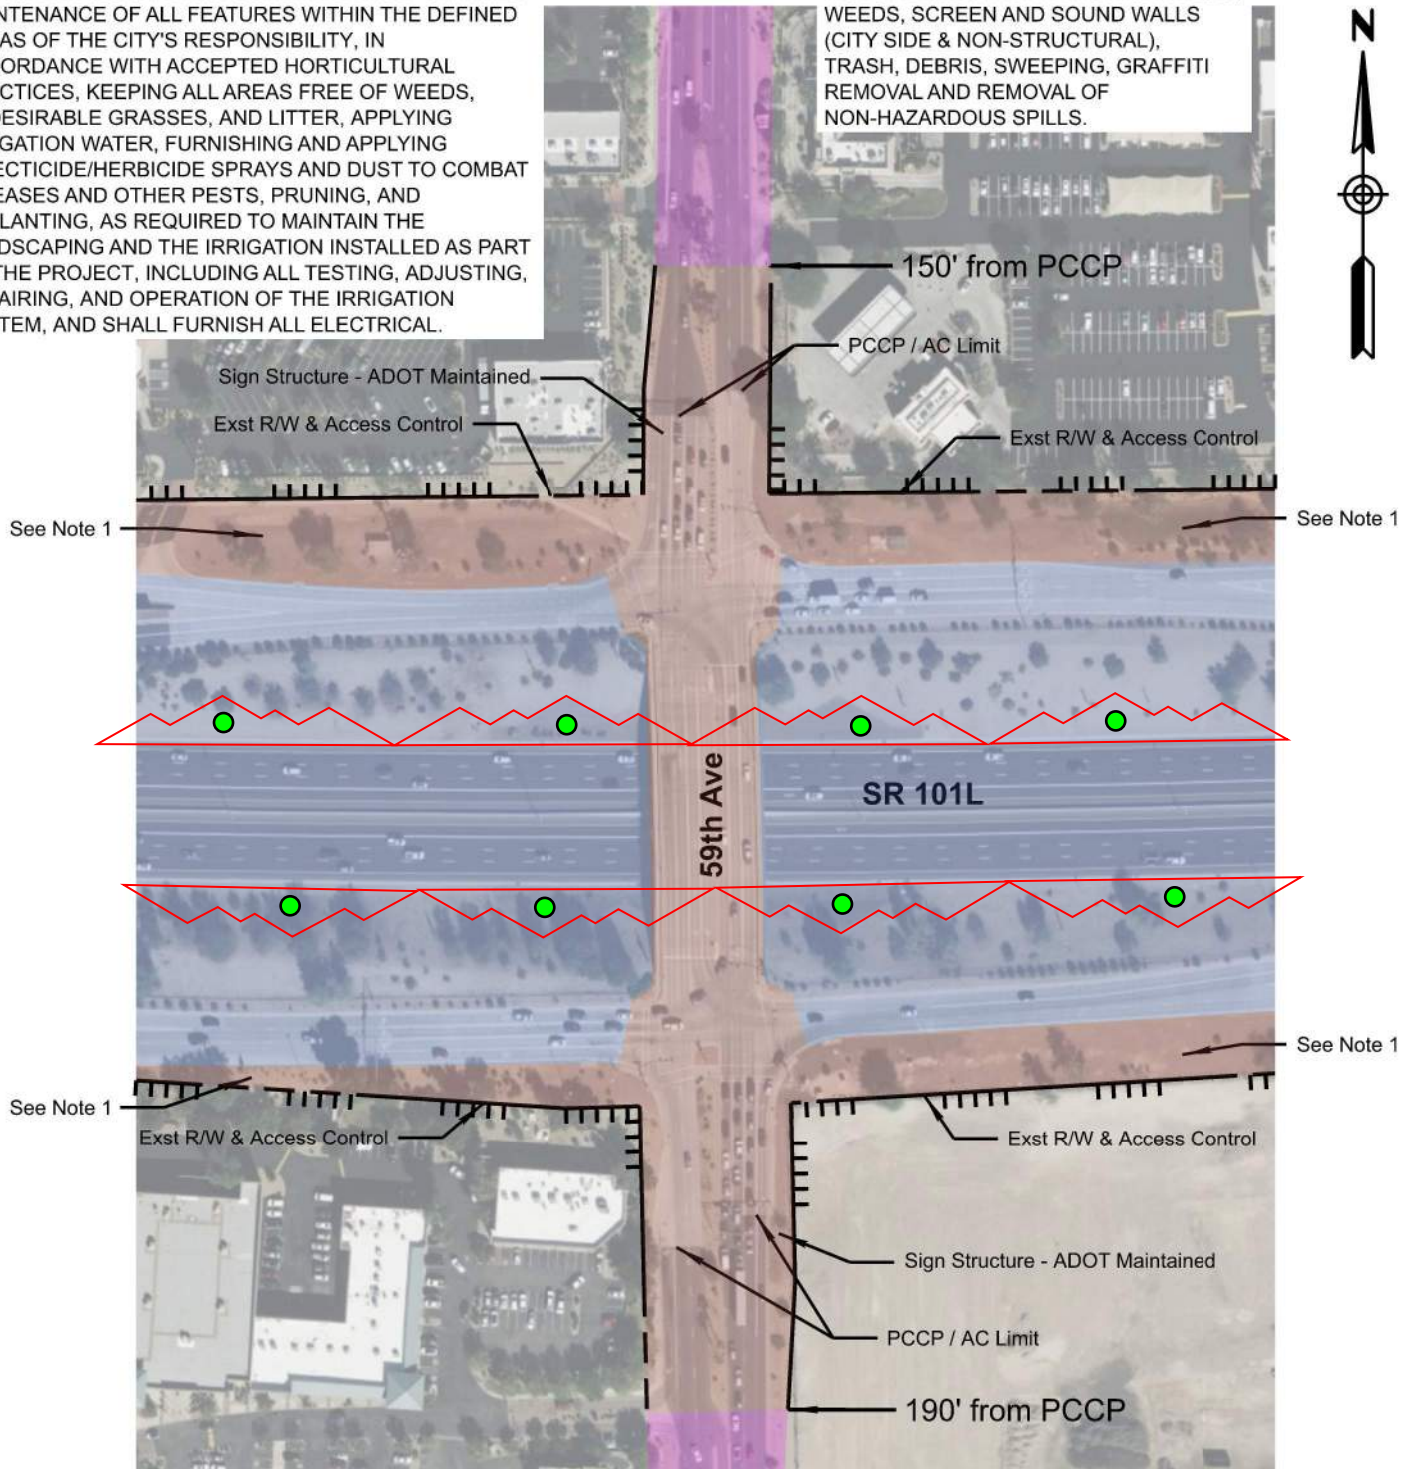 NTENANCE OF ALL FEATURES WITHIN THE DEFINED
AS OF THE CITY'S RESPONSIBILITY, IN
ORDANCE WITH ACCEPTED HORTICULTURAL
CTICES, KEEPING ALL AREAS FREE OF WEEDS,
DESIRABLE GRASSES, AND LITTER, APPLYING
GATION WATER, FURNISHING AND APPLYING
ECTICIDE/HERBICIDE SPRAYS AND DUST TO COMBAT
EASES AND OTHER PESTS, PRUNING, AND
LANTING, AS REQUIRED TO MAINTAIN THE
DSCAPING AND THE IRRIGATION INSTALLED AS PART
THE PROJECT, INCLUDING ALL TESTING, ADJUSTING,
AIRING, AND OPERATION OF THE IRRIGATION
TEM, AND SHALL FURNISH ALL ELECTRICAL.
WEEDS, SCREEN AND SOUND WALLS
(CITY SIDE & NON-STRUCTURAL),
TRASH, DEBRIS, SWEEPING, GRAFFITI
REMOVAL AND REMOVAL OF
NON-HAZARDOUS SPILLS.
N
150' from PCCP
PCCP / AC Limit
Sign Structure - ADOT Maintained
Exst R/W & Access Control
Exst R/W & Access Control
See Note 1
See Note 1
59th Ave
SR 101L
See Note 1
See Note 1
Exst R/W & Access Control
Exst R/W & Access Control
Sign Structure - ADOT Maintained
PCCP / AC Limit
190' from PCCP